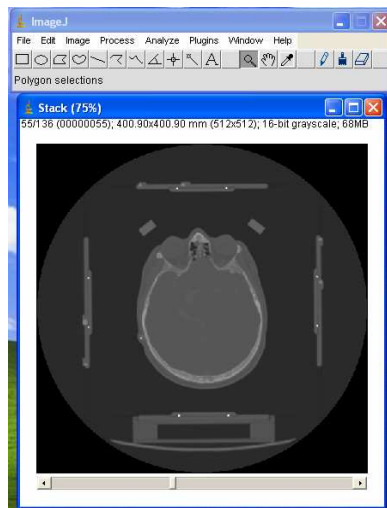 ImageJ
File Edit Image Process Analyze Plugins Window Help
A
Polygon selections
Stack (75%)
55/136 (00000055); 400.90x400.90 mm (512x512); 16-bit grayscale; 68MB